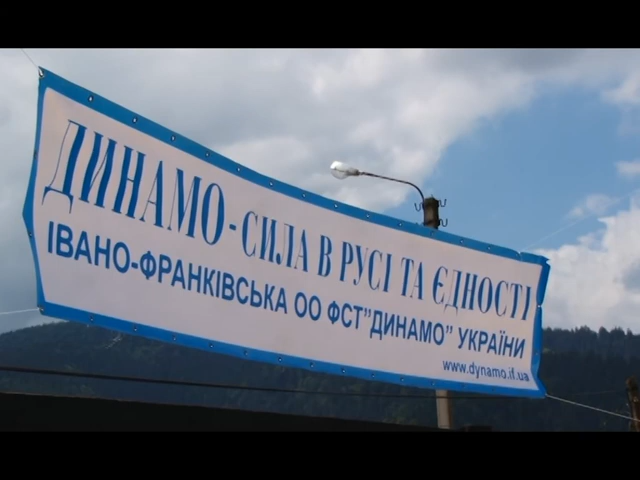 ДИНАМО-СИЛА В РУСІ ТА ЄДНОСТІ
ІВАНО-ФРАНКІВСЬКА ОО ФСТ"ДИНАМО" УКРАЇНИ
www.dynamo.if.ua